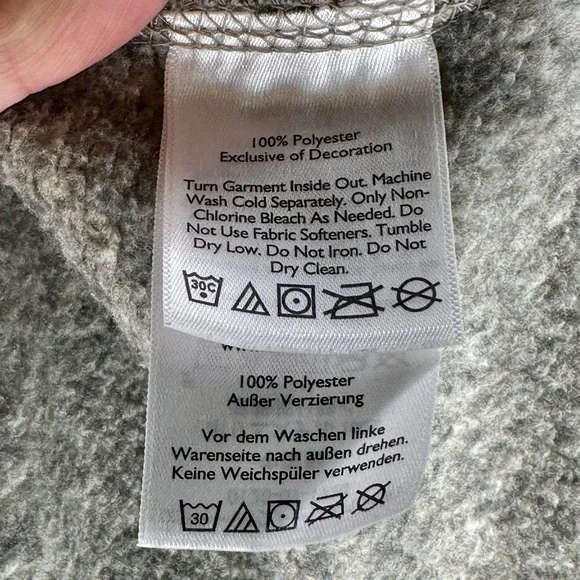 100% Polyester
Exclusive of Decoration
Turn Garment Inside Out. Machine
Wash Cold Separately. Only Non-
Chlorine Bleach As Needed. Do
Not Use Fabric Softeners. Tumble
Dry Low. Do Not Iron. Do Not
Dry Clean.
30C
100% Polyester
Außer Verzierung
Vor dem Waschen linke
Warenseite nach außen drehen.
Keine Weichspüler verwenden.
30